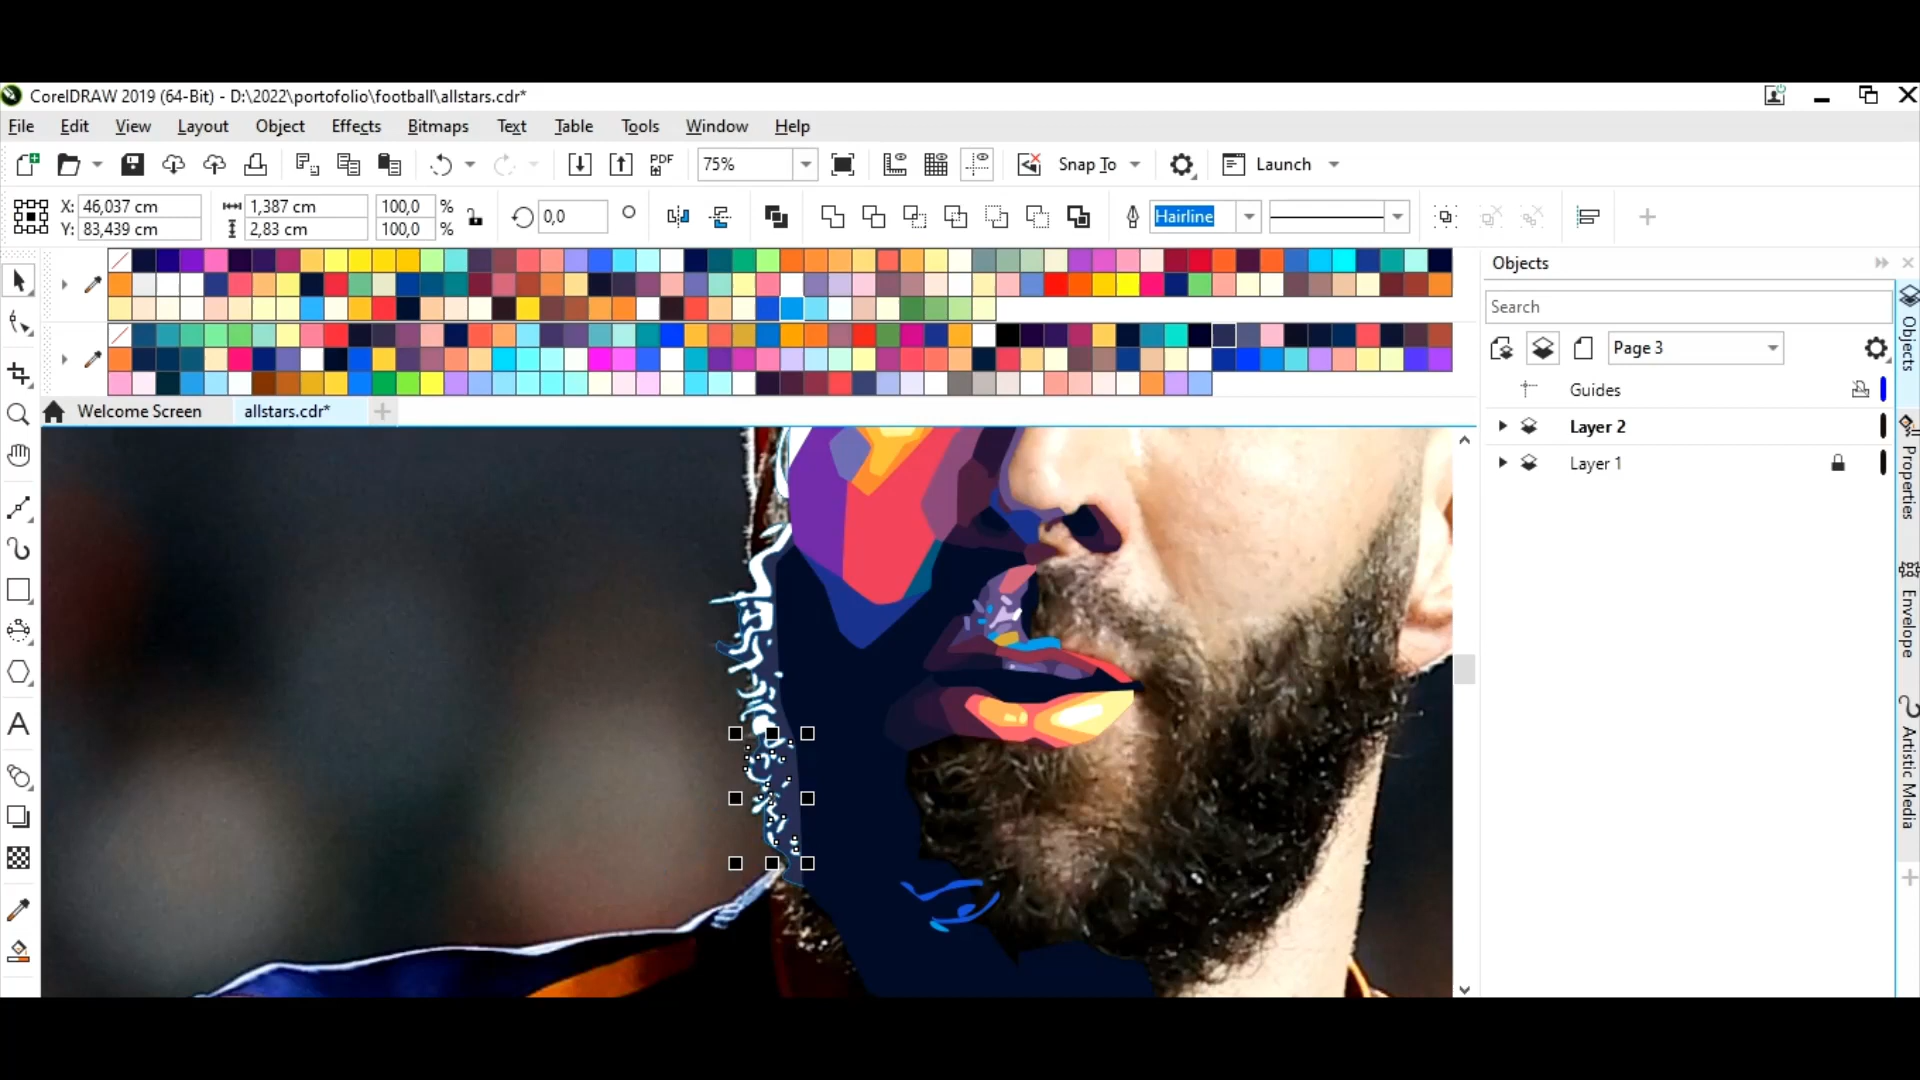 CorelDRAW 2019 (64-Bit) - D:\2022\portofolio\football\allstars.cdr*
File Edit View Layout Object Effects Bitmaps Text Table Tools Window Help
PDF 75% Snap To Launch
X: 46,037 cm 1,387 cm 100,0 % 0,0 Hairline
Y: 83,439 cm 2,83 cm 100,0 %
Objects
Search
Page 3
Welcome Screen allstars.cdr*
Guides
Layer 2
Layer 1
Objects
Properties
Envelope
Artistic Media